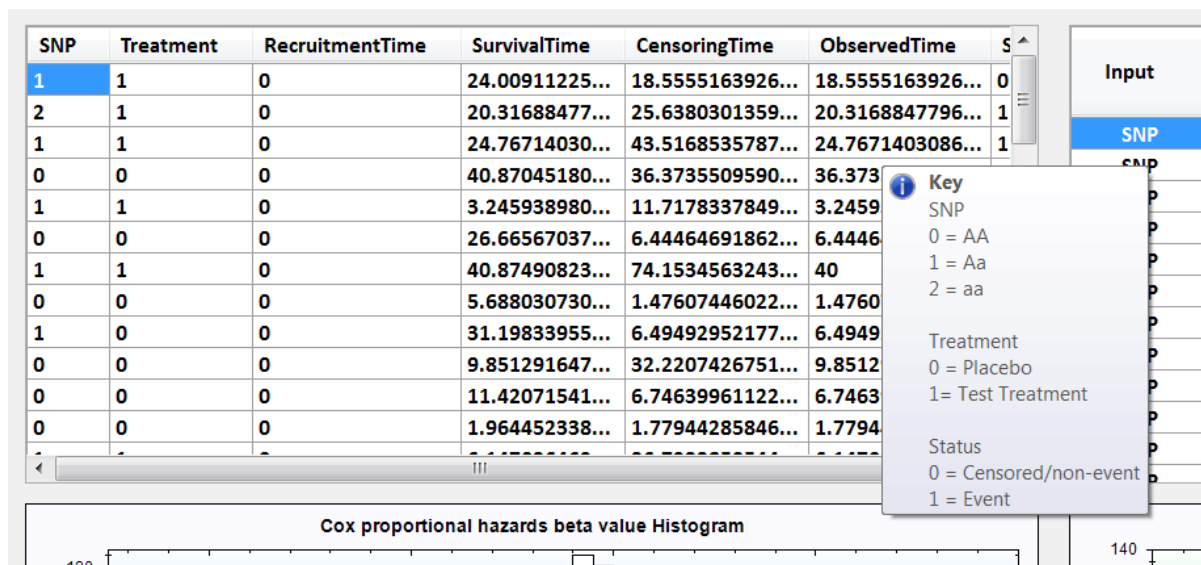 SNP Treatment RecruitmentTime SurvivalTime CensoringTime ObservedTime S
1 1 0 24.00911225... 18.5555163926... 18.5555163926... 0
2 1 0 20.31688477... 25.6380301359... 20.3168847796... 1
1 1 0 24.76714030... 43.5168535787... 24.7671403086... 1
0 0 0 40.87045180... 36.3735509590... 36.373
1 1 0 3.245938980... 11.7178337849... 3.2459
0 0 0 26.66567037... 6.44464691862... 6.4446
1 1 0 40.87490823... 74.1534563243... 40
0 0 0 5.688030730... 1.47607446022... 1.4760
1 0 0 31.19833955... 6.49492952177... 6.4949
0 0 0 9.851291647... 32.2207426751... 9.8512
0 0 0 11.42071541... 6.74639961122... 6.7463
0 0 0 1.964452338... 1.77944285846... 1.7794
Input
SNP
SNP
Key
SNP
0 = AA
1 = Aa
2 = aa
Treatment
0 = Placebo
1= Test Treatment
Status
0 = Censored/non-event
1 = Event
Cox proportional hazards beta value Histogram
140